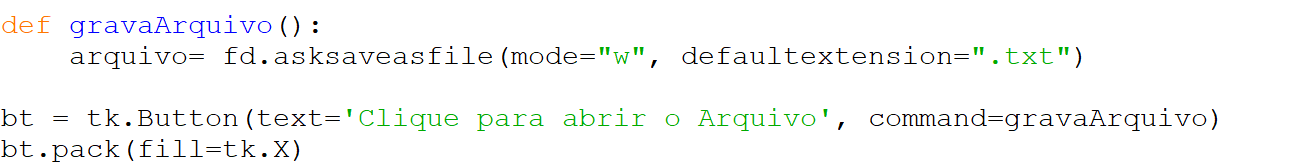 def gravaArquivo():
    arquivo= fd.asksaveasfile(mode="w", defaultextension=".txt")
bt = tk.Button(text='Clique para abrir o Arquivo', command=gravaArquivo)
bt.pack(fill=tk.X)